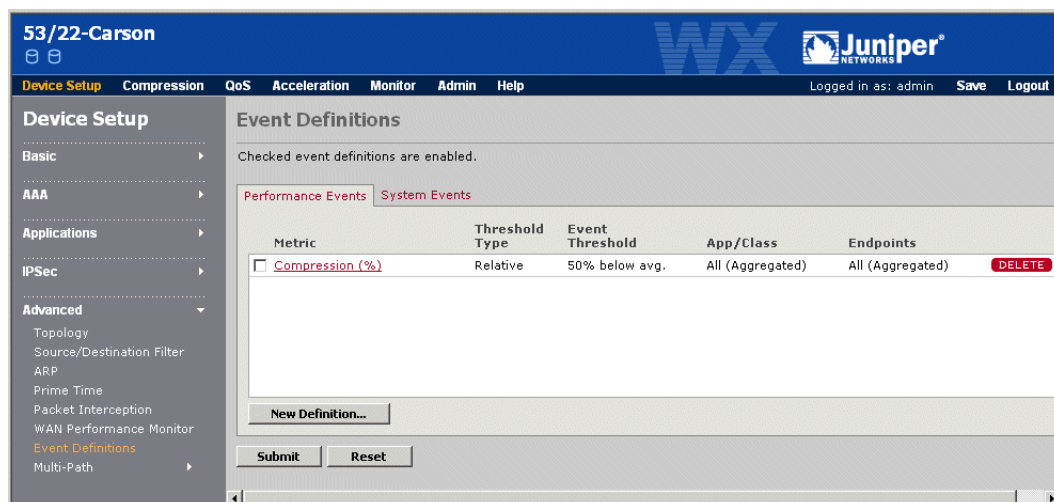 53/22-Carson
WX
Juniper®
NETWORKS
Device Setup Compression QoS Acceleration Monitor Admin Help Logged in as: admin Save Logout
Device Setup
Basic
AAA
Applications
IPSec
Advanced
Topology
Source/Destination Filter
ARP
Prime Time
Packet Interception
WAN Performance Monitor
Event Definitions
Multi-Path
Event Definitions
Checked event definitions are enabled.
Performance Events System Events
Metric Threshold Type Event Threshold App/Class Endpoints
Compression (%) Relative 50% below avg. All (Aggregated) All (Aggregated) DELETE
New Definition...
Submit Reset